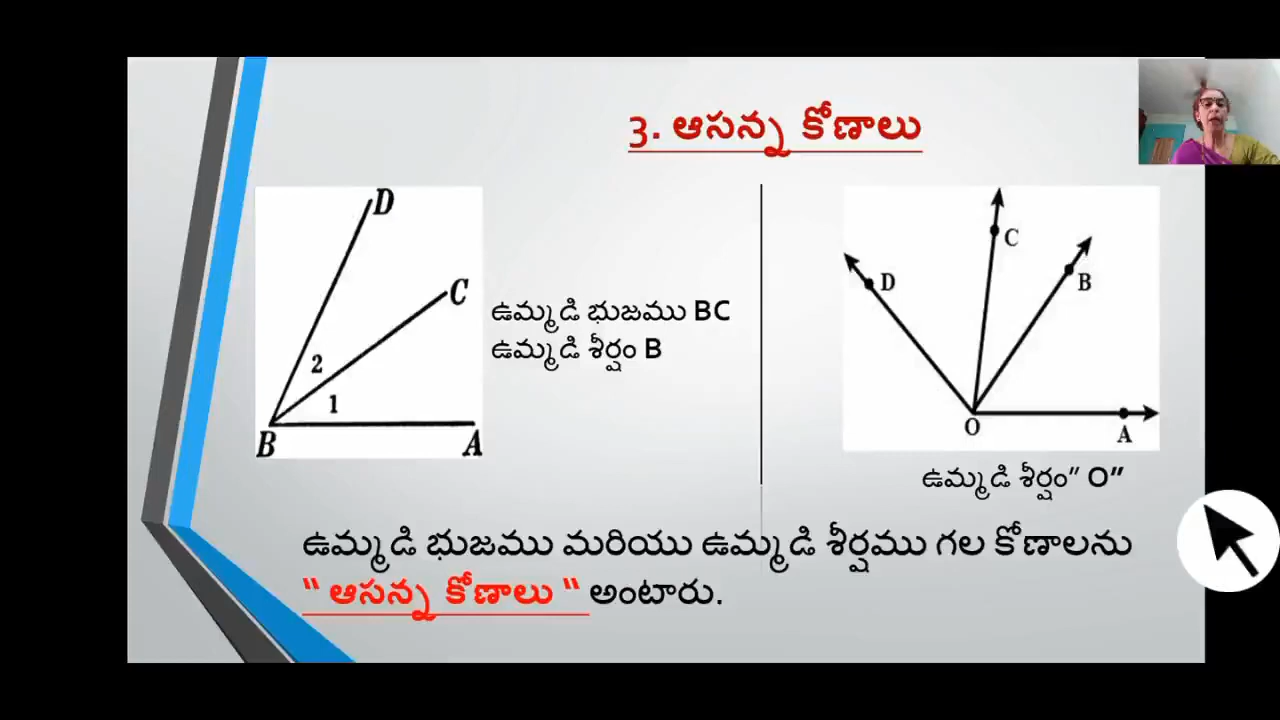 3. ఆసన్న కోణాలు
D
C
2
1
B
A
ఉమ్మడి భుజము BC
ఉమ్మడి శీర్షం B
C
B
D
O
A
ఉమ్మడి శీర్షం” O”
ఉమ్మడి భుజము మరియు ఉమ్మడి శీర్షము గల కోణాలను
“ ఆసన్న కోణాలు “ అంటారు.